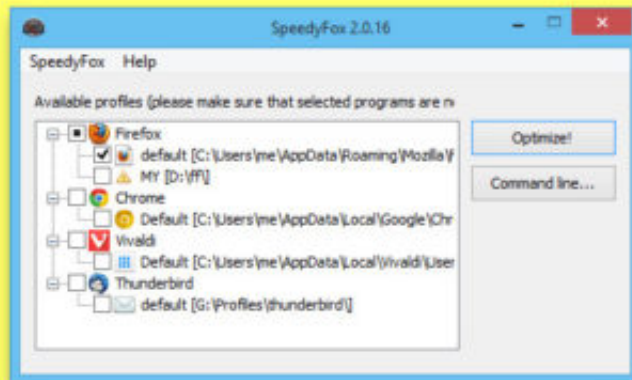 SpeedyFox 2.0.16
SpeedyFox Help
Available profiles (please make sure that selected programs are n
Firefox
default [C:\Users\me\AppData\Roaming\Mozilla\F
MY [D:\ff\]
Chrome
Default [C:\Users\me\AppData\Local\Google\Chr
Vivaldi
Default [C:\Users\me\AppData\Local\Vivaldi\User
Thunderbird
default [G:\Profiles\thunderbird\]
Optimize!
Command line...